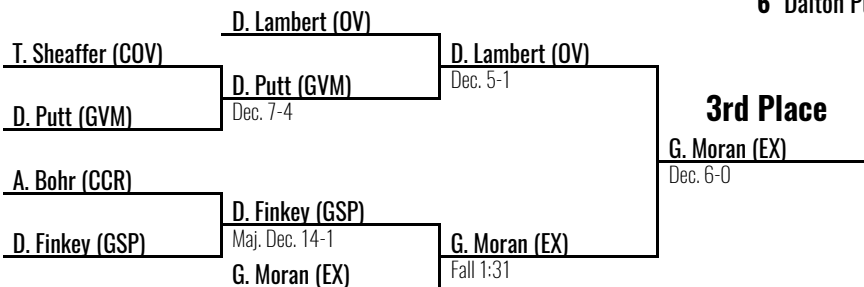 6 Dalton
D. Lambert (OV)
T. Sheaffer (COV)
D. Lambert (OV)
D. Putt (GVM)
Dec. 5-1
Dec. 7-4
D. Putt (GVM)
3rd Place
G. Moran (EX)
Dec. 6-0
A. Bohr (CCR)
D. Finkey (GSP)
Maj. Dec. 14-1
D. Finkey (GSP)
G. Moran (EX)
Fall 1:31
G. Moran (EX)